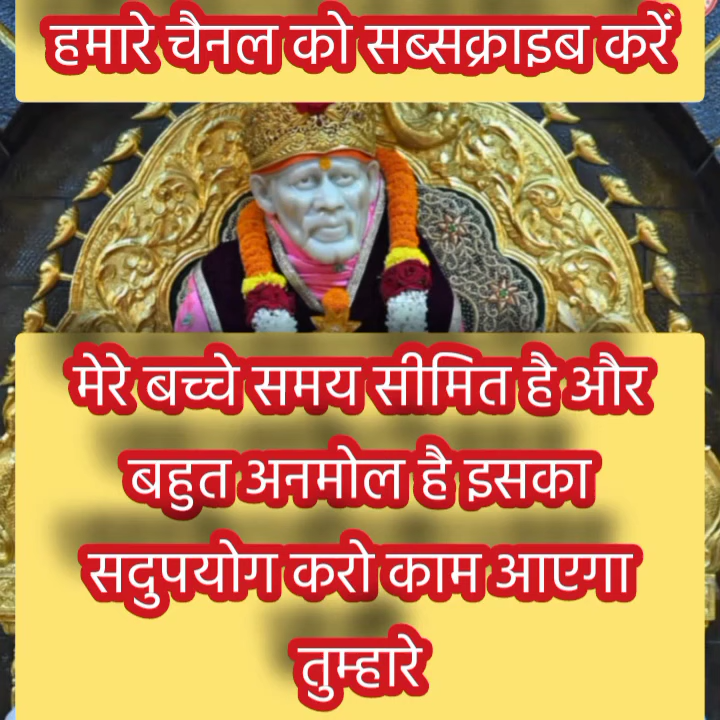 हमारे चैनल को सब्सक्राइब करें
मेरे बच्चे समय सीमित है और
बहुत अनमोल है इसका
सदुपयोग करो काम आएगा
तुम्हारे